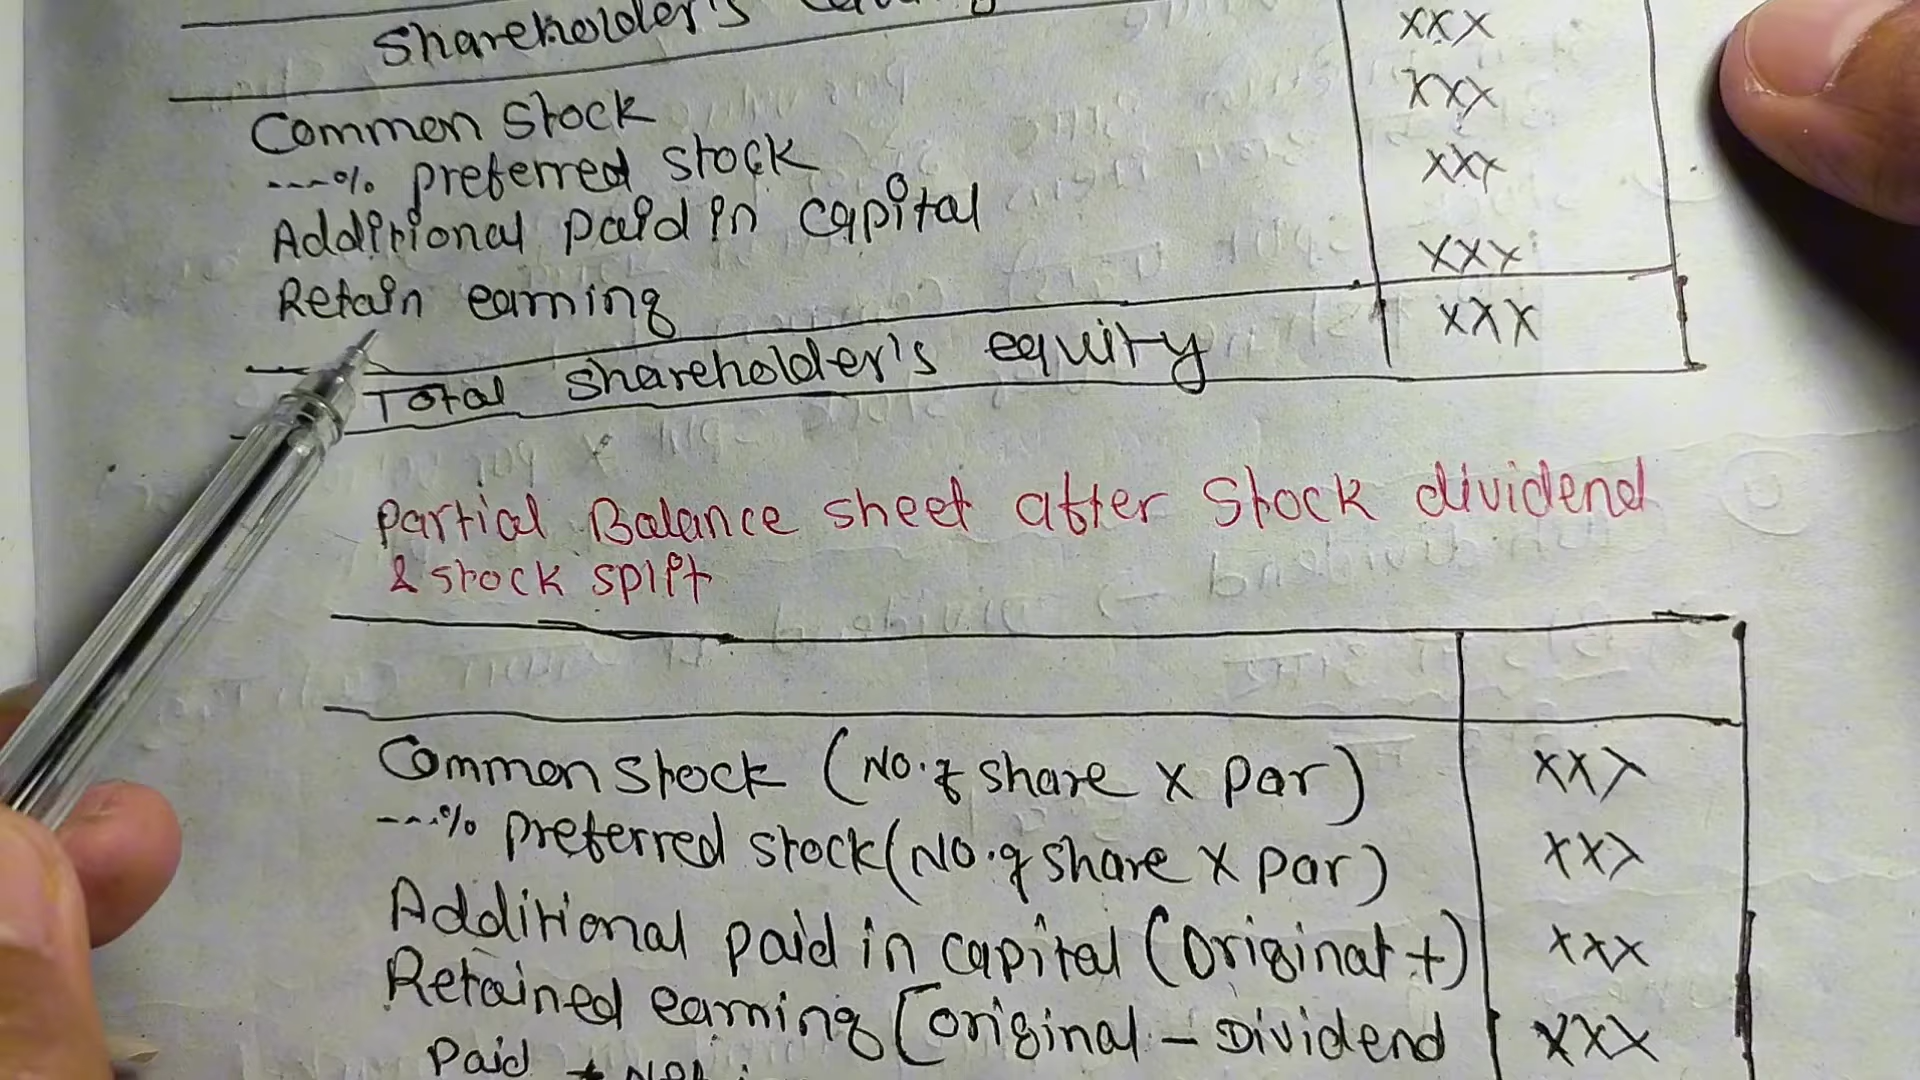 Shareholder's
xxx
Common stock xxx
---% preferred stock xxx
Additional paid in capital xxx
Retain earning
Total shareholder's equity xxx
Partial Balance sheet after Stock dividend
& stock split
Common stock (No. of share x par) xxx
---% preferred stock (No. of share x par) xxx
Additional paid in capital (Original +) xxx
Retained earning [original - Dividend xxx
Paid +